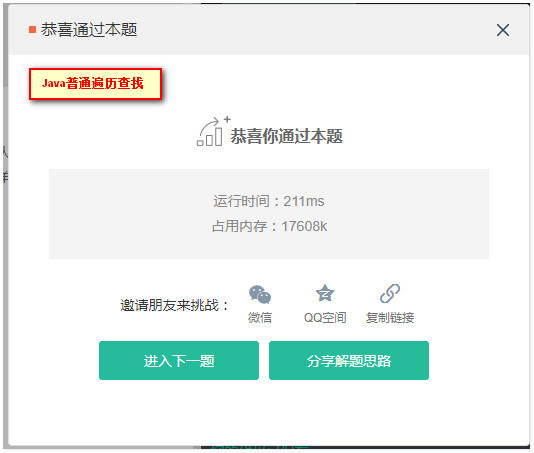 恭喜通过本题
Java普通遍历查找
恭喜你通过本题
运行时间：211ms
占用内存：17608k
邀请朋友来挑战：
微信
QQ空间
复制链接
进入下一题
分享解题思路